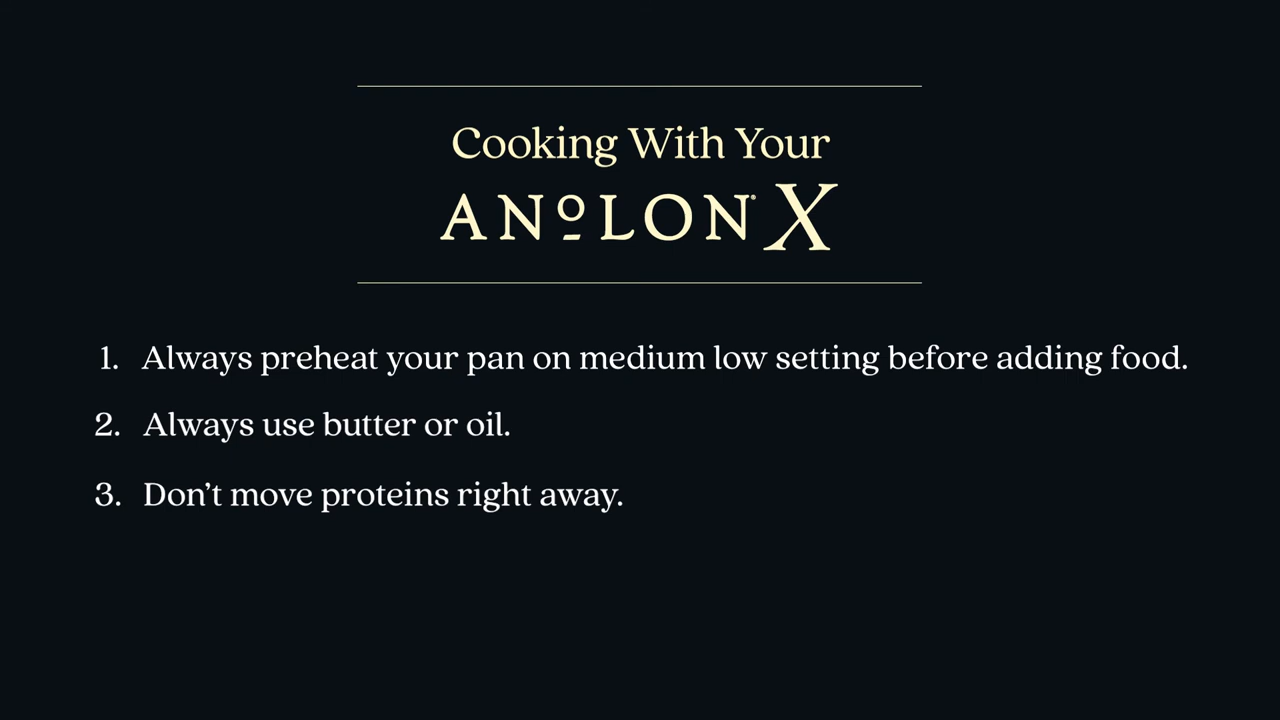 Cooking With Your
ANOLON® X
1. Always preheat your pan on medium low setting before adding food.
2. Always use butter or oil.
3. Don’t move proteins right away.